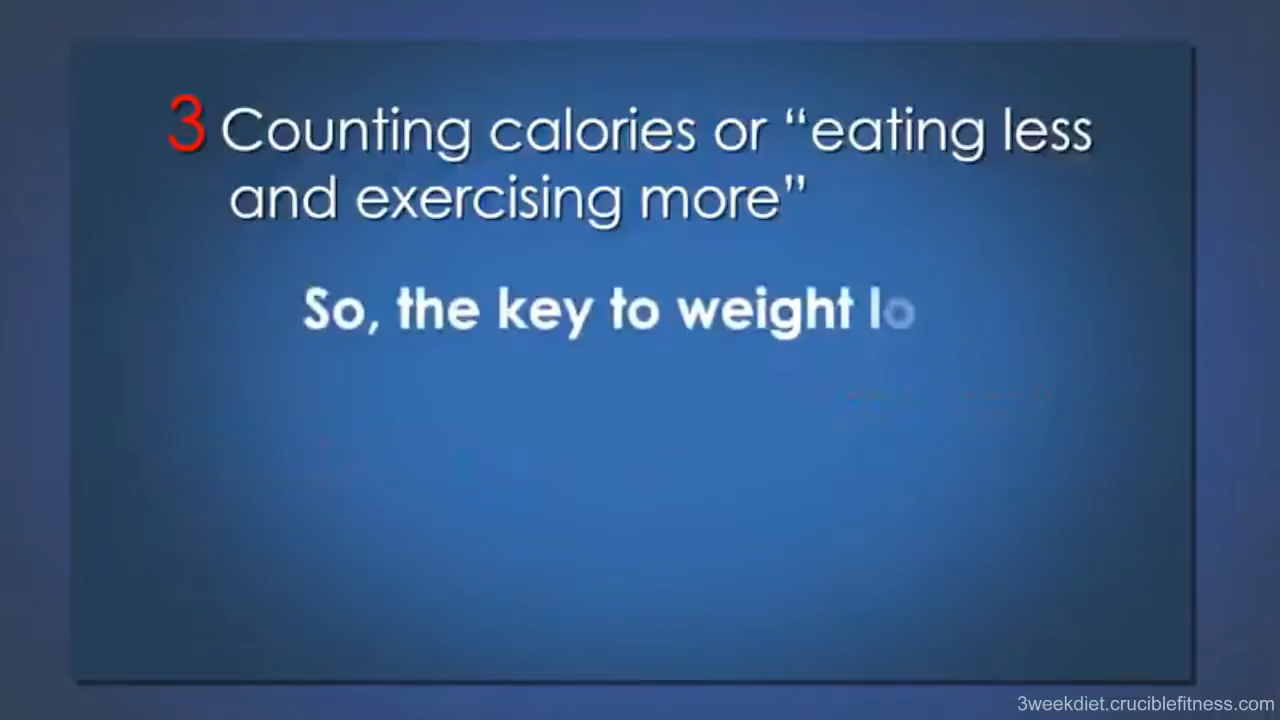 3 Counting calories or “eating less
and exercising more”
So, the key to weight lo
3weekdiet.cruciblefitness.com